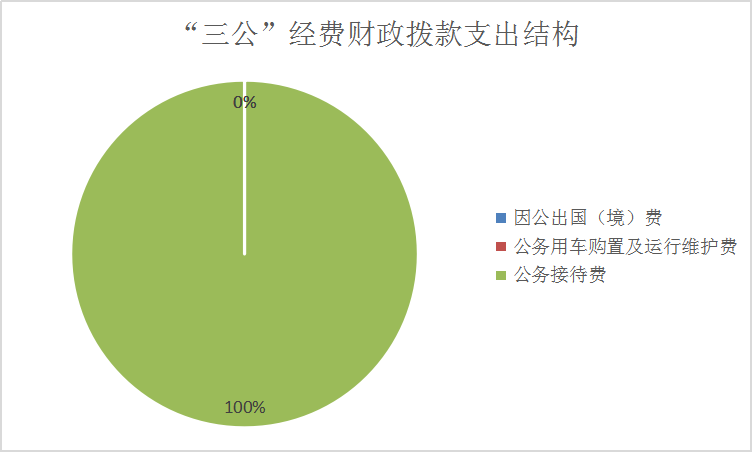 “三公”经费财政拨款支出结构
0%
因公出国（境）费
公务用车购置及运行维护费
公务接待费
100%